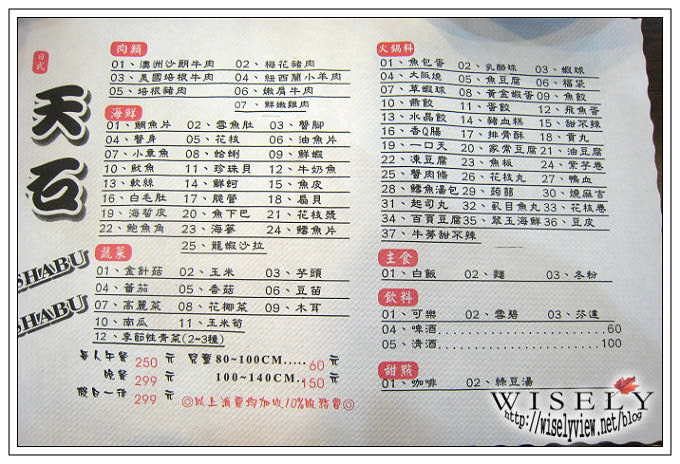 日式
天石
SHABU
SHABU
肉類
01、澳洲沙朗牛肉 02、梅花豬肉
03、美國培根牛肉 04、紐西蘭小羊肉
05、培根豬肉 06、嫩肩牛肉
07、鮮嫩雞肉
海鮮
01、鯛魚片 02、雪魚肚 03、蟹腳
04、蟹身 05、花枝 06、油魚片
07、小章魚 08、蛤蜊 09、鮮蝦
10、魷魚 11、珍珠貝 12、牛奶魚
13、軟絲 14、鮮蚵 15、魚皮
16、白毛肚 17、脆管 18、扇貝
19、海哲皮 20、魚下巴 21、花枝漿
22、鮑魚角 23、海蔘 24、鱈魚片
25、龍蝦沙拉
蔬菜
01、金針菇 02、玉米 03、芋頭
04、蕃茄 05、香菇 06、豆苗
07、高麗菜 08、花椰菜 09、木耳
10、南瓜 11、玉米筍
12、季節性青菜(2~3種)
每人午餐 250 元 兒童80~100CM.....60元
晚餐 299 元 100~140CM..150元
假日一律 299 元
◎以上消費均加收10%服務費◎
火鍋料
01、魚包蛋 02、乳酪球 03、蝦球
04、大阪燒 05、魚豆腐 06、福袋
07、草蝦球 08、黃金蝦蛋 09、魚餃
10、燕餃 11、蛋餃 12、飛魚蛋
13、水晶餃 14、豬血糕 15、甜不辣
16、香Q腸 17、排骨酥 18、貢丸
19、一口天 20、家常豆腐 21、油豆腐
22、凍豆腐 23、魚板 24、紫芋卷
25、蟹肉條 26、花枝丸 27、鴨血
28、鱈魚湯包 29、蒟蒻 30、燒麻吉
31、起司丸 32、虱目魚丸 33、花枝卷
34、百頁豆腐 35、翠玉海鮮 36、豆皮
37、牛蒡甜不辣
主食
01、白飯 02、麵 03、冬粉
飲料
01、可樂 02、雪碧 03、芬達
04、啤酒..............................60
05、清酒..............................100
甜點
01、咖啡 02、綠豆湯
WISELY
http://wiselyview.net/blog